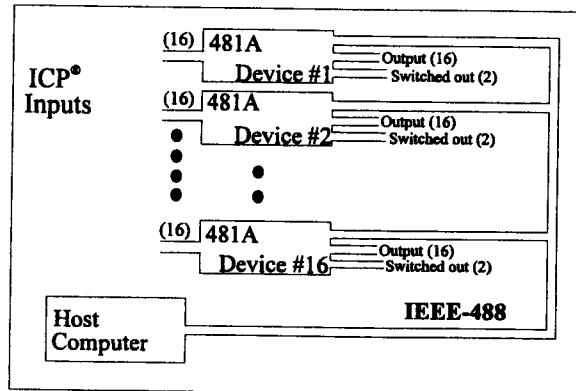 ICP®
Inputs
(16) 481A
Device #1
Output (16)
Switched out (2)
(16) 481A
Device #2
Output (16)
Switched out (2)
(16) 481A
Device #16
Output (16)
Switched out (2)
IEEE-488
Host
Computer